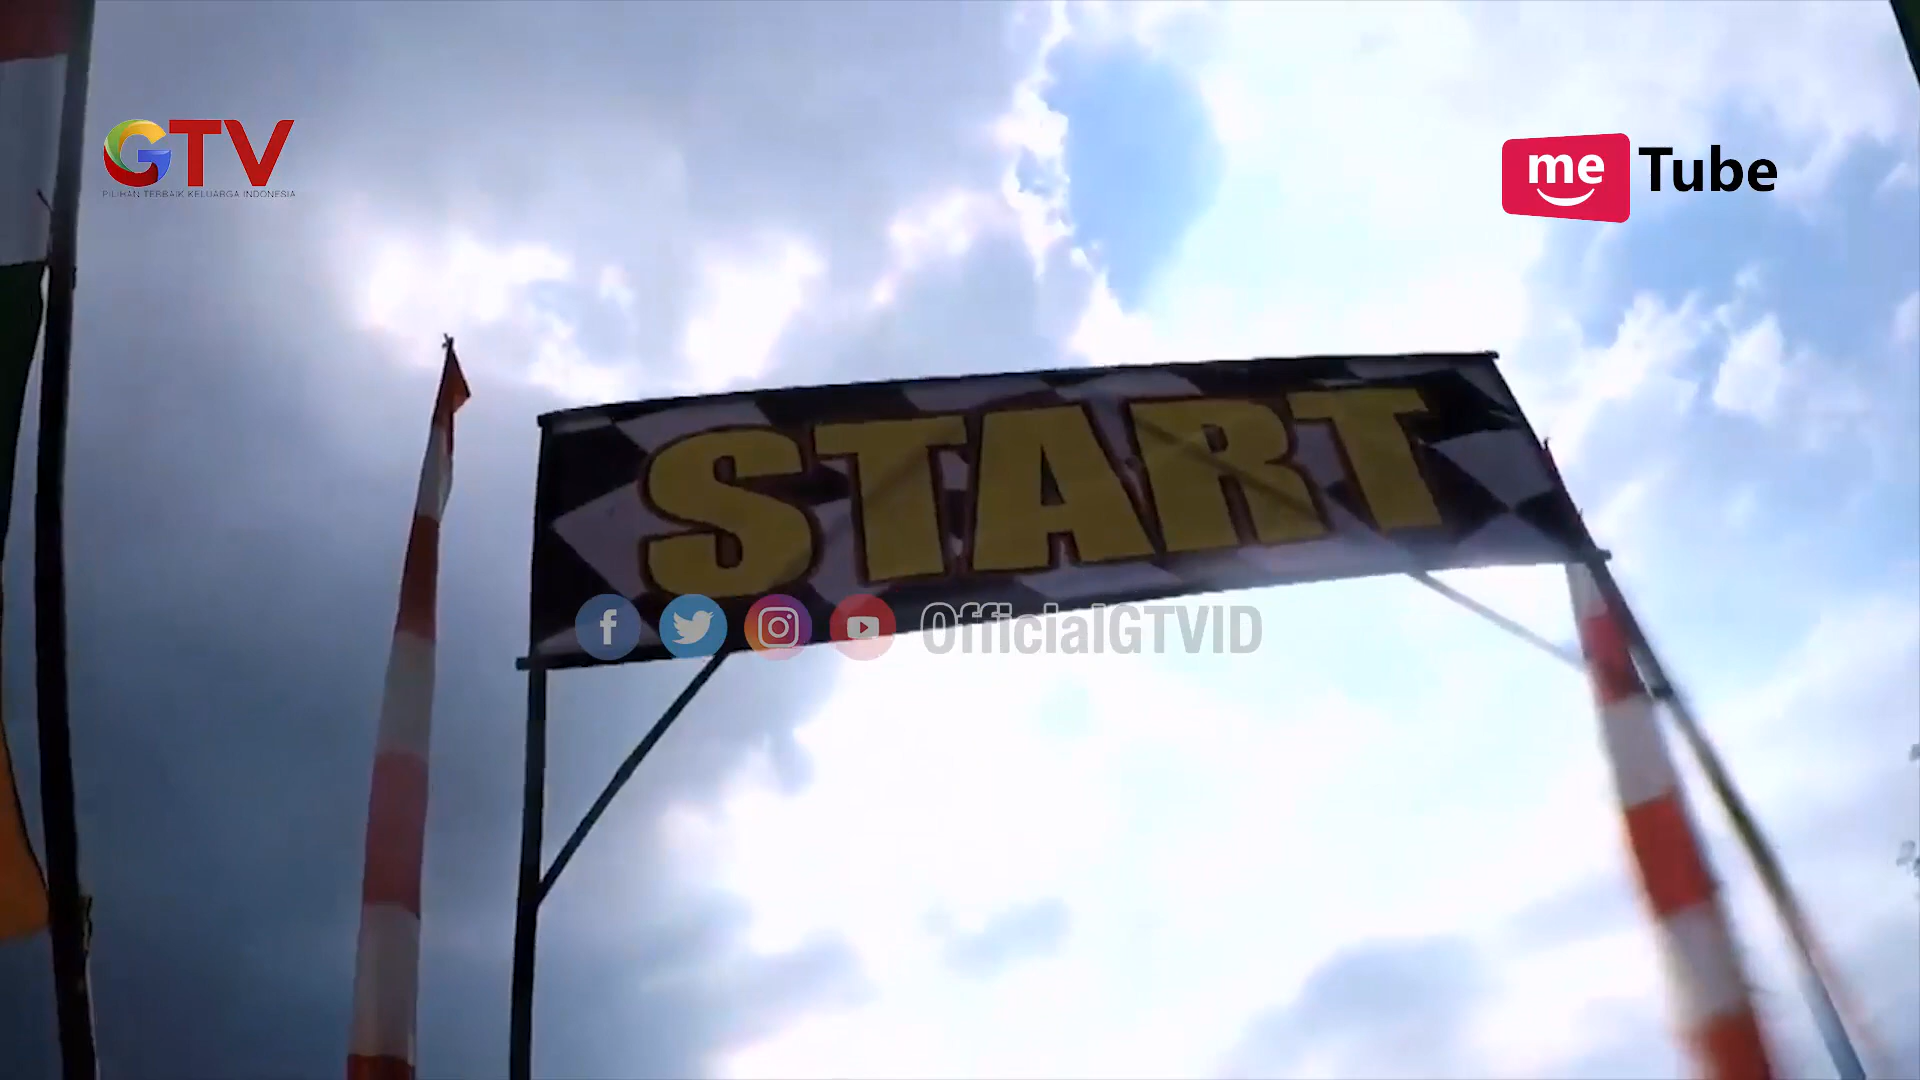 GTV
PILIHAN TERBAIK KELUARGA INDONESIA
me Tube
START
OfficialGTVID